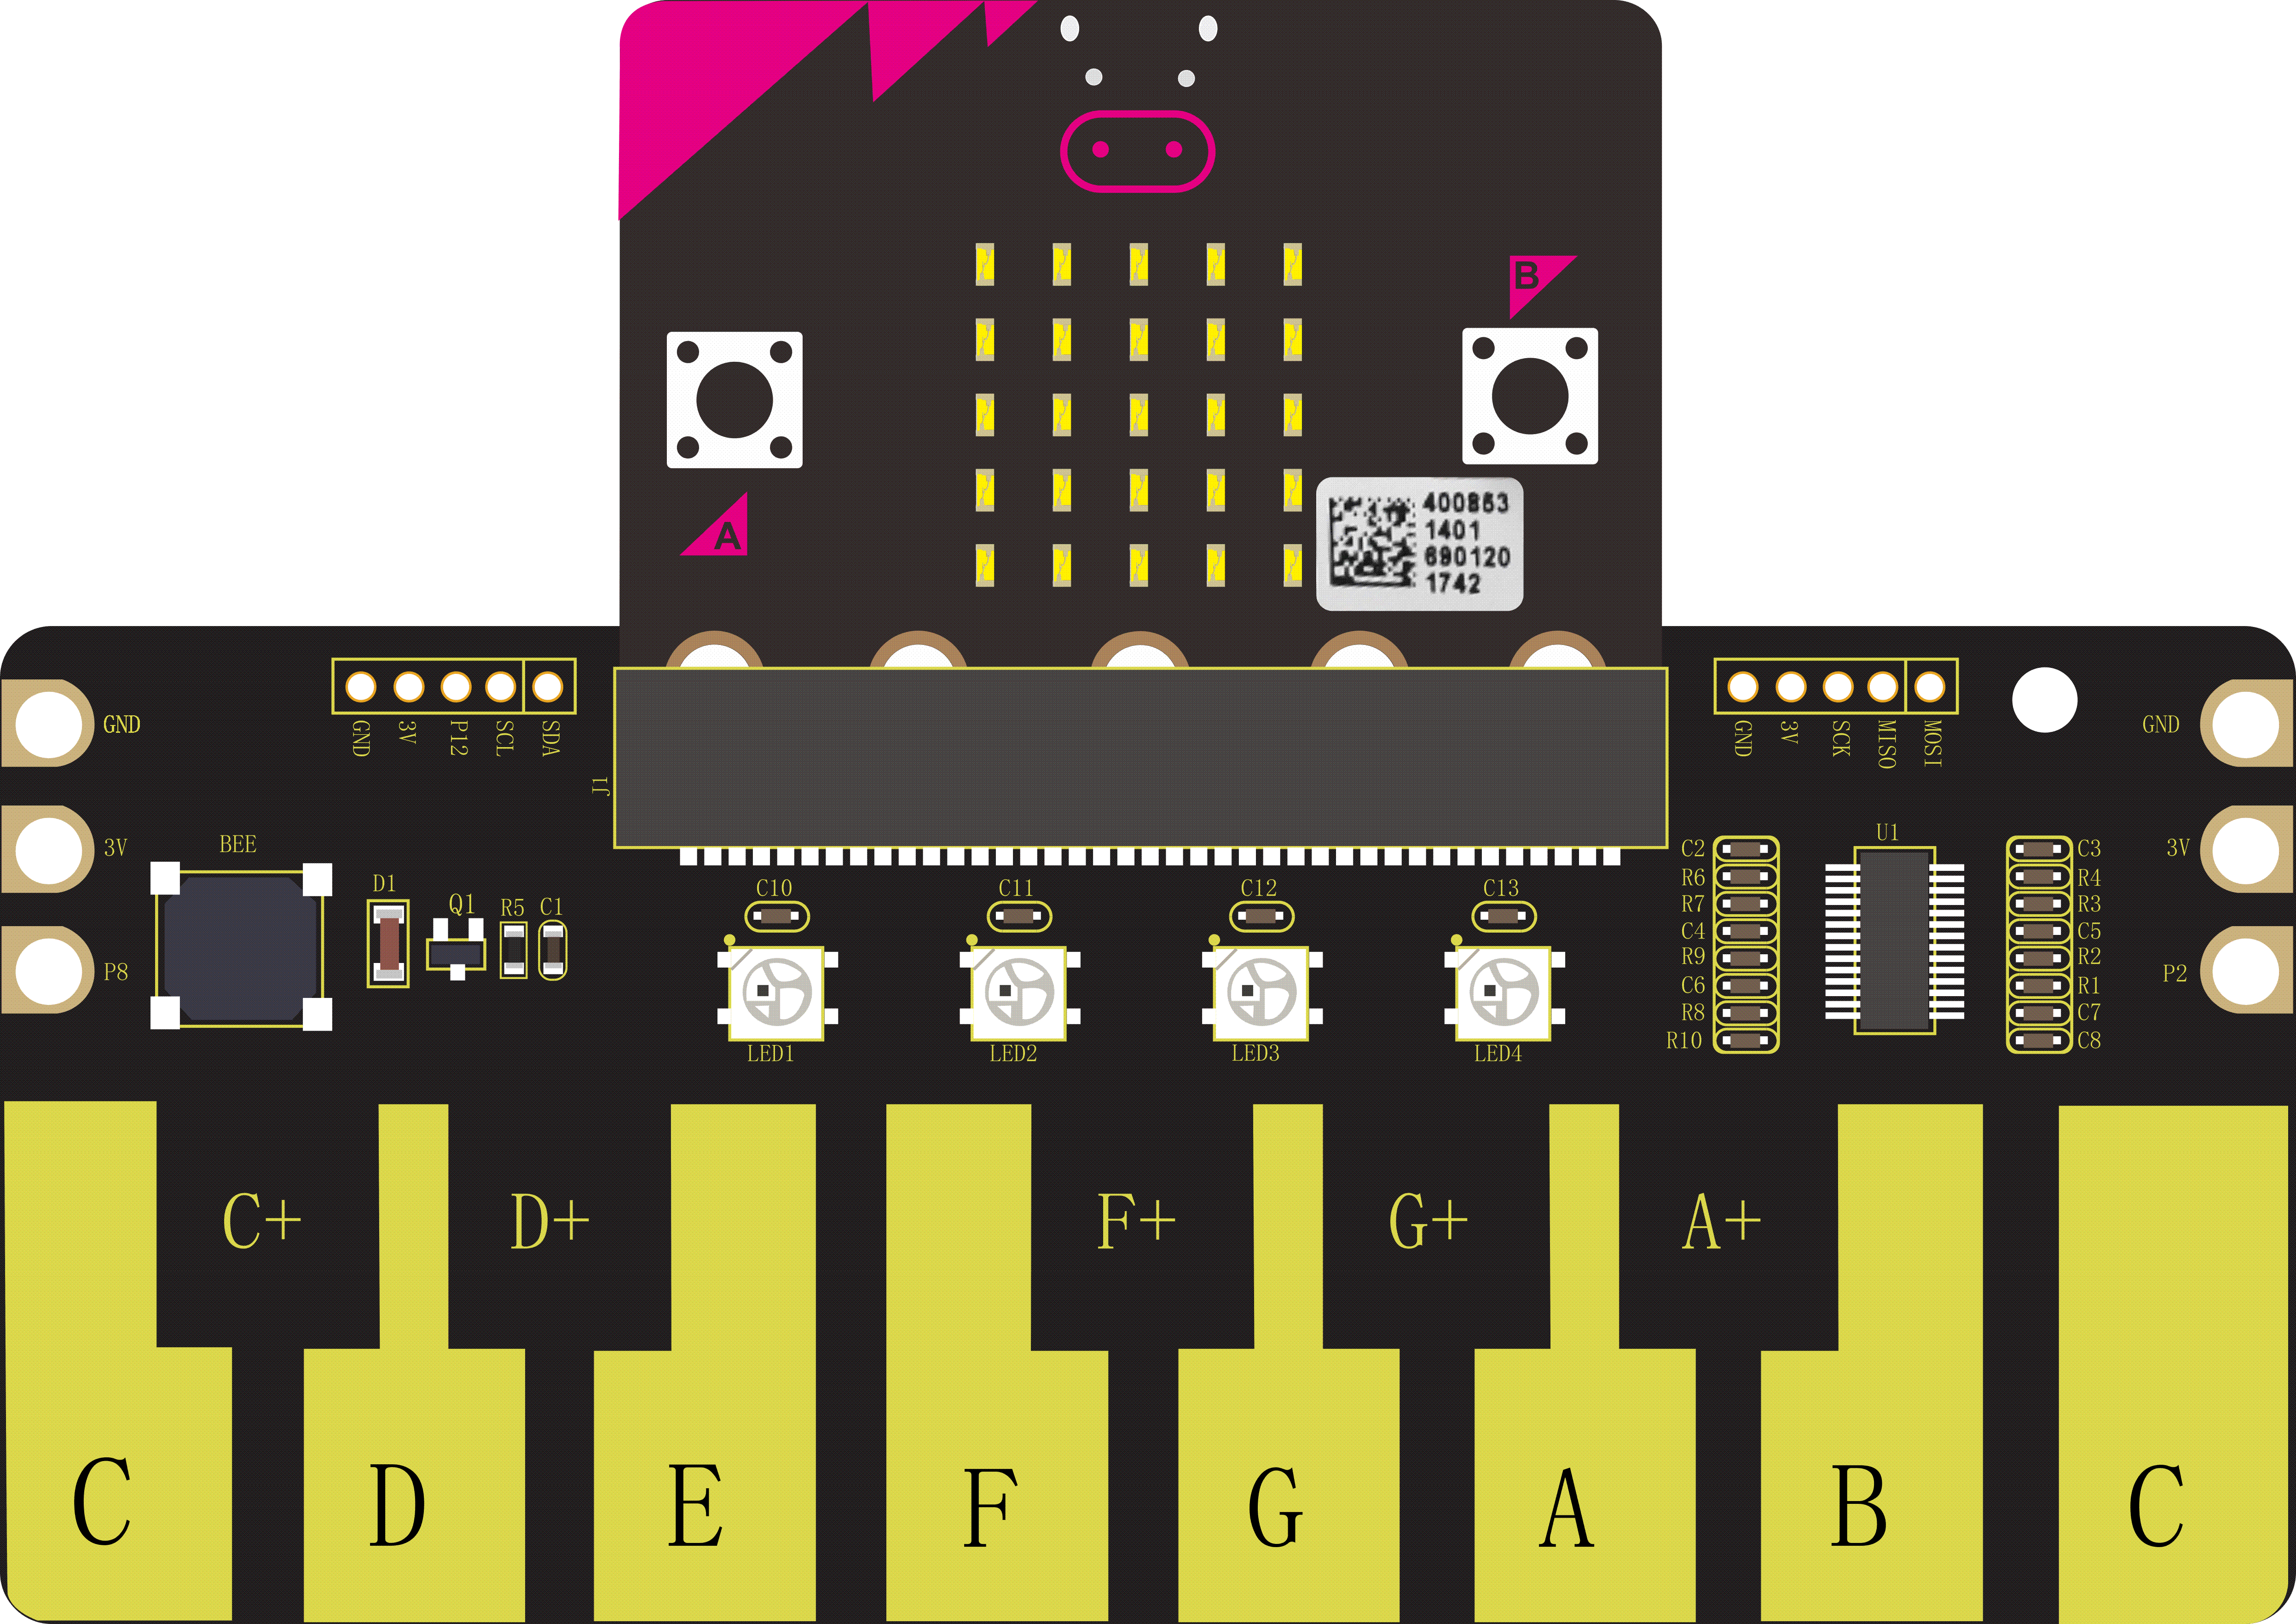 B
A
400863
1401
690120
1742
GND
3V
P8
GND
3V
P12
SCL
SDA
J1
GND
3V
SCK
MISO
MOSI
GND
3V
P2
BEE
D1
Q1
R5
C1
C10
C11
C12
C13
LED1
LED2
LED3
LED4
C2
R6
R7
C4
R9
C6
R8
R10
U1
C3
R4
R3
C5
R2
R1
C7
C8
C+
D+
F+
G+
A+
C
D
E
F
G
A
B
C